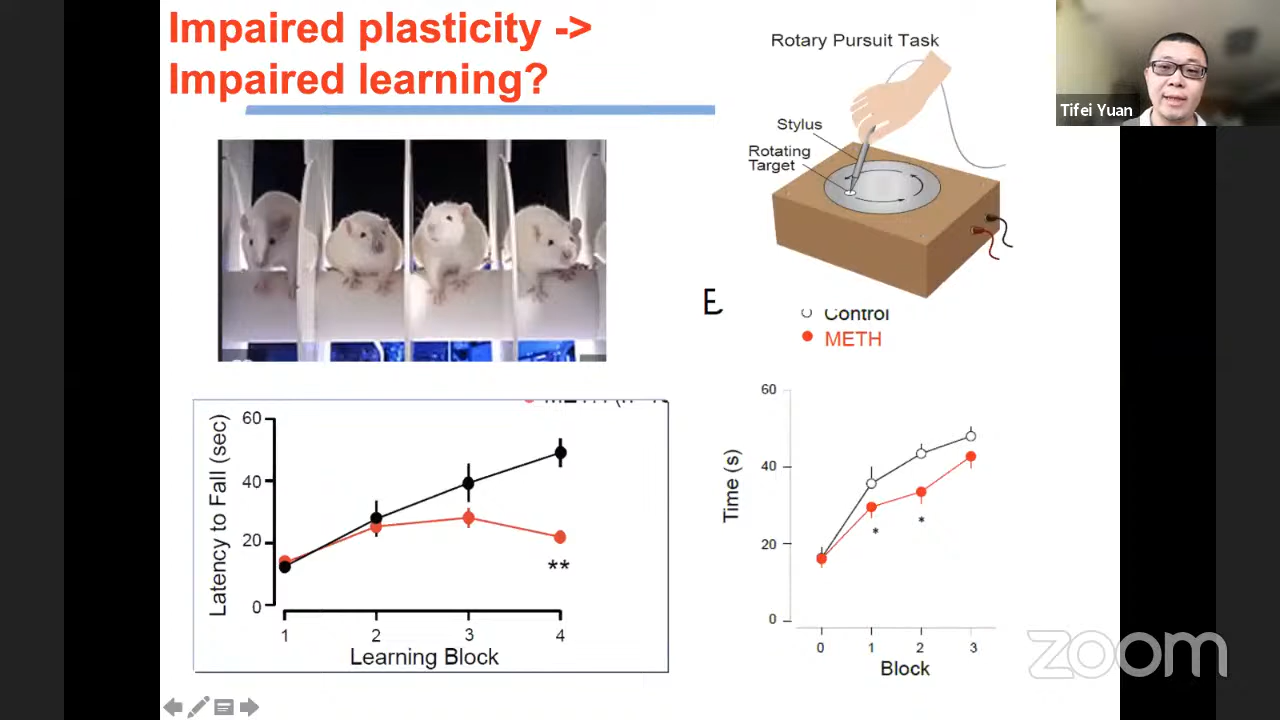 Impaired plasticity ->
Impaired learning?
Rotary Pursuit Task
Stylus
Rotating
Target
Tifei Yuan
E
Control
METH
60
40
20
0
Latency to Fall (sec)
**
1 2 3 4
Learning Block
60
40
20
0
Time (s)
*
*
0 1 2 3
Block
zoom